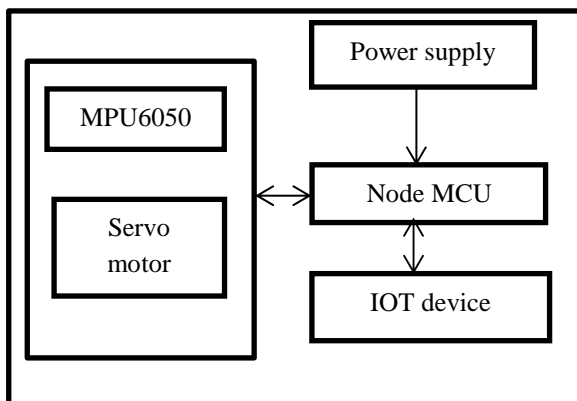 Power supply
MPU6050
Node MCU
Servo
motor
IOT device